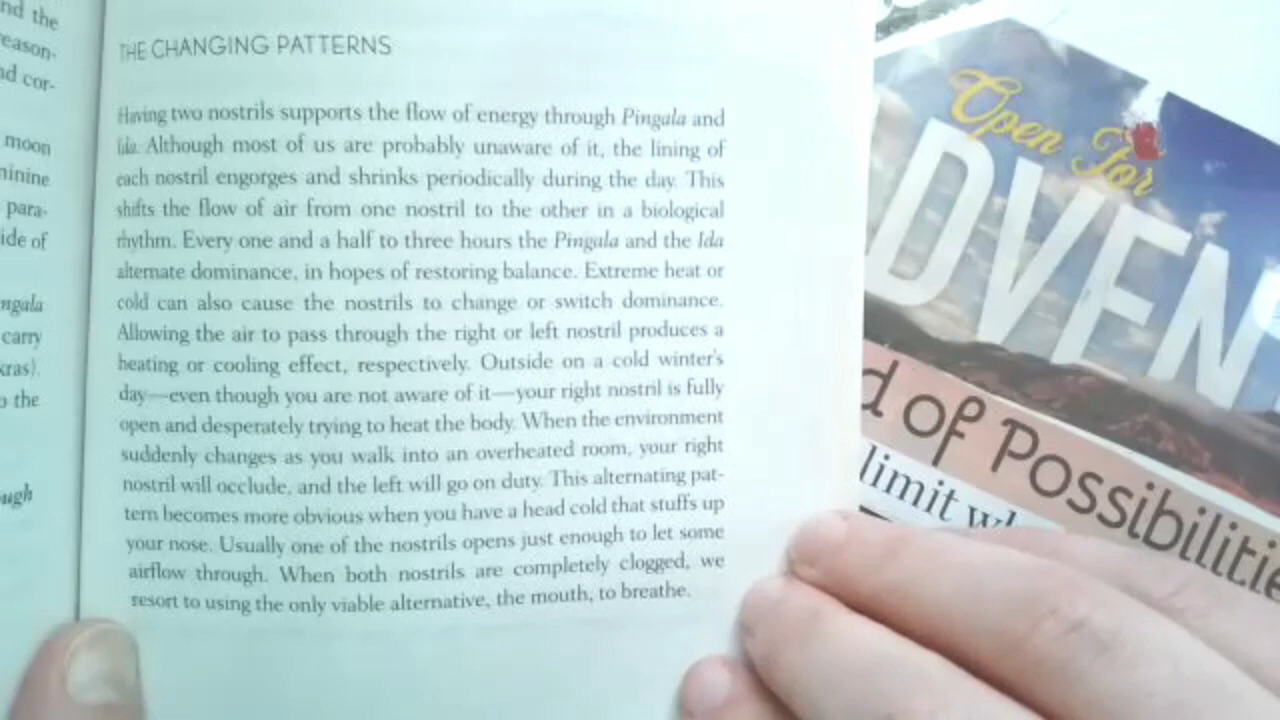 nd the
eason-
nd cor-
moon
ninine
para-
ide of
ngala
carry
kras).
o the
ough
THE CHANGING PATTERNS
Having two nostrils supports the flow of energy through Pingala and
Ida. Although most of us are probably unaware of it, the lining of
each nostril engorges and shrinks periodically during the day. This
shifts the flow of air from one nostril to the other in a biological
rhythm. Every one and a half to three hours the Pingala and the Ida
alternate dominance, in hopes of restoring balance. Extreme heat or
cold can also cause the nostrils to change or switch dominance.
Allowing the air to pass through the right or left nostril produces a
heating or cooling effect, respectively. Outside on a cold winter's
day—even though you are not aware of it—your right nostril is fully
open and desperately trying to heat the body. When the environment
suddenly changes as you walk into an overheated room, your right
nostril will occlude, and the left will go on duty. This alternating pat-
tern becomes more obvious when you have a head cold that stuffs up
your nose. Usually one of the nostrils opens just enough to let some
airflow through. When both nostrils are completely clogged, we
resort to using the only viable alternative, the mouth, to breathe.
Open For
DVEN
d of Possibilitie
limit wh